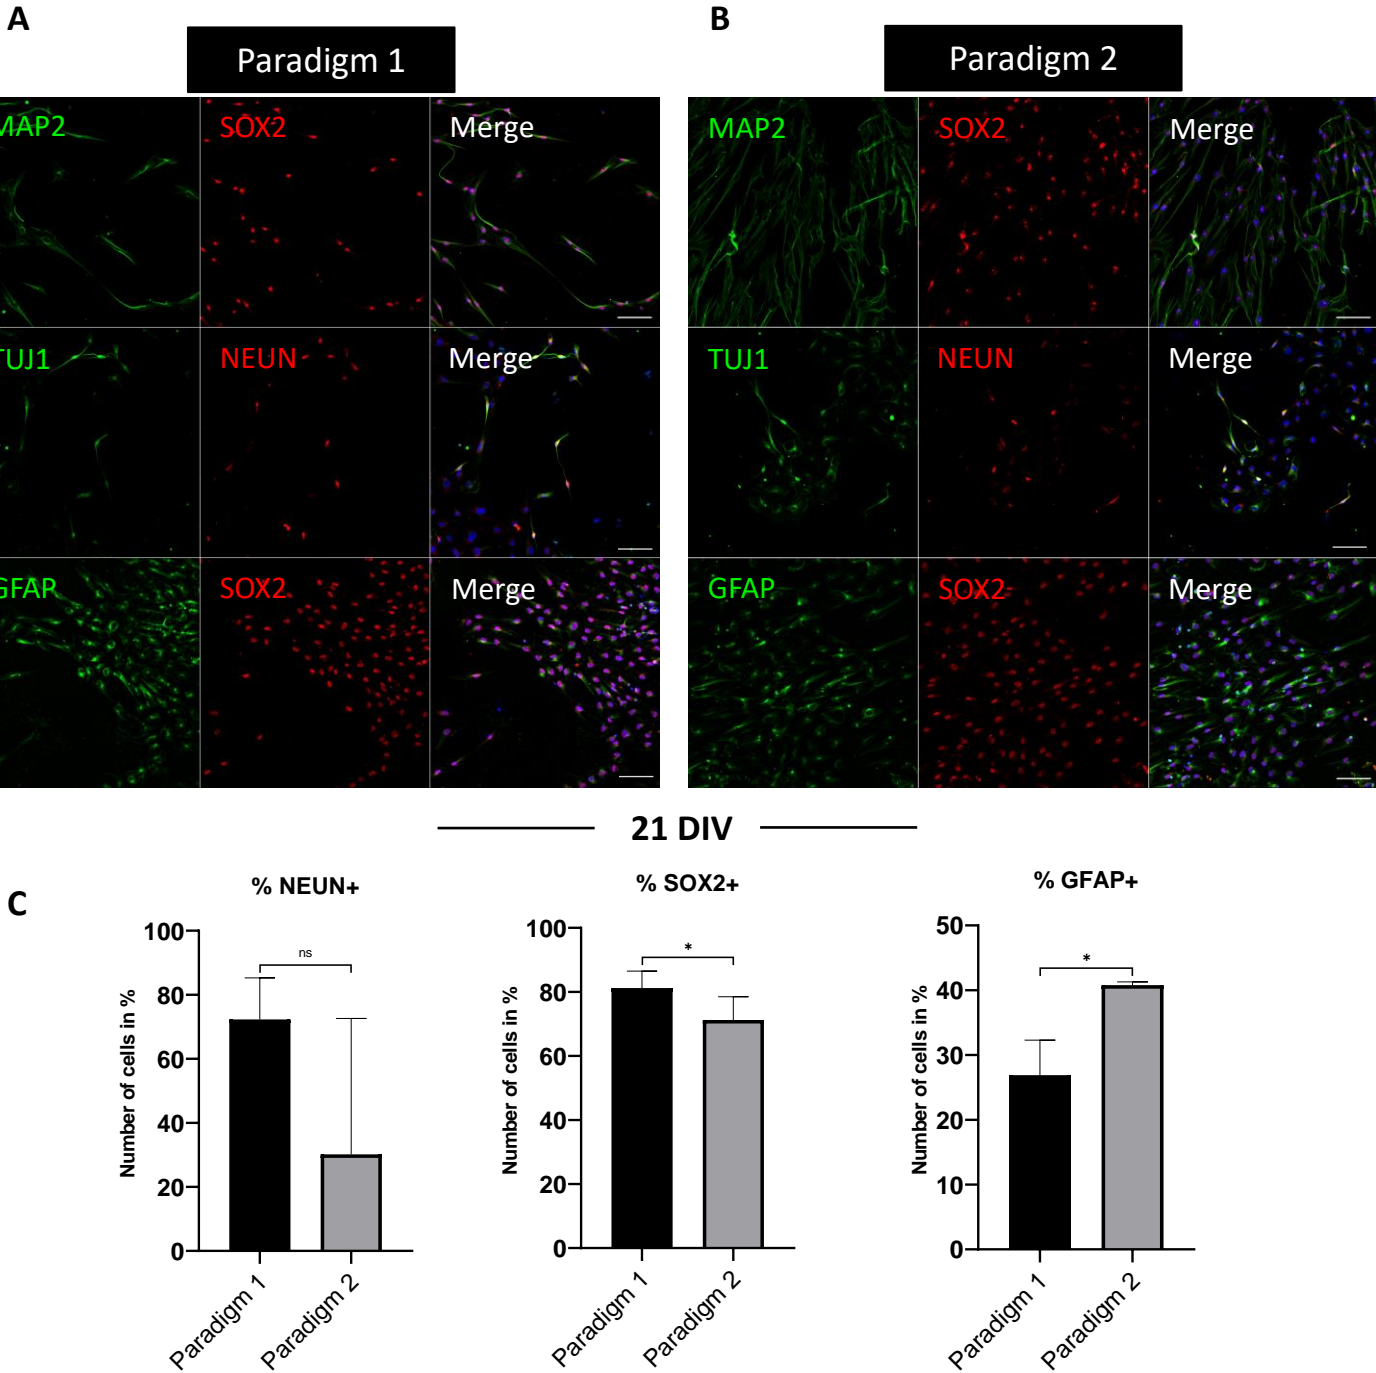 A
B
Paradigm 1
Paradigm 2
MAP2
SOX2
Merge
MAP2
SOX2
Merge
TUJ1
NEUN
Merge
TUJ1
NEUN
Merge
GFAP
SOX2
Merge
GFAP
SOX2
Merge
21 DIV
C
% NEUN+
Number of cells in %
100
80
60
40
20
0
ns
Paradigm 1
Paradigm 2
% SOX2+
Number of cells in %
100
80
60
40
20
0
*
Paradigm 1
Paradigm 2
% GFAP+
Number of cells in %
50
40
30
20
10
0
*
Paradigm 1
Paradigm 2